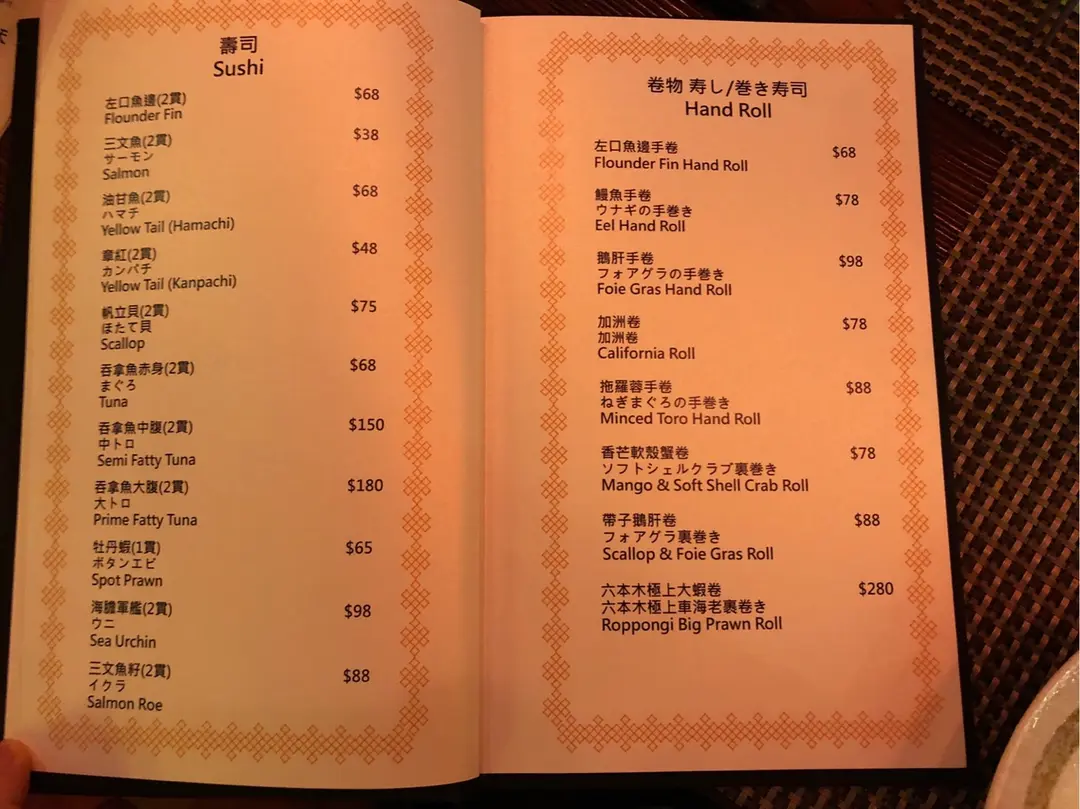 壽司
Sushi
左口魚邊(2貫) $68
Flounder Fin
三文魚(2貫) $38
サーモン
Salmon
油甘魚(2貫) $68
ハマチ
Yellow Tail (Hamachi)
章紅(2貫) $48
カンパチ
Yellow Tail (Kanpachi)
帆立貝(2貫) $75
ほたて貝
Scallop
吞拿魚赤身(2貫) $68
まぐろ
Tuna
吞拿魚中腹(2貫) $150
中トロ
Semi Fatty Tuna
吞拿魚大腹(2貫) $180
大トロ
Prime Fatty Tuna
牡丹蝦(1貫) $65
ボタンエビ
Spot Prawn
海膽軍艦(2貫) $98
ウニ
Sea Urchin
三文魚籽(2貫) $88
イクラ
Salmon Roe
卷物 寿し/巻き寿司
Hand Roll
左口魚邊手卷 $68
Flounder Fin Hand Roll
鰻魚手卷 $78
ウナギの手巻き
Eel Hand Roll
鵝肝手卷 $98
フォアグラの手巻き
Foie Gras Hand Roll
加洲卷 $78
加洲卷
California Roll
拖羅蓉手卷 $88
ねぎまぐろの手巻き
Minced Toro Hand Roll
香芒軟殼蟹卷 $78
ソフトシェルクラブ裏巻き
Mango & Soft Shell Crab Roll
帶子鵝肝卷 $88
フォアグラ裏巻き
Scallop & Foie Gras Roll
六本木極上大蝦卷 $280
六本木極上車海老裏巻き
Roppongi Big Prawn Roll